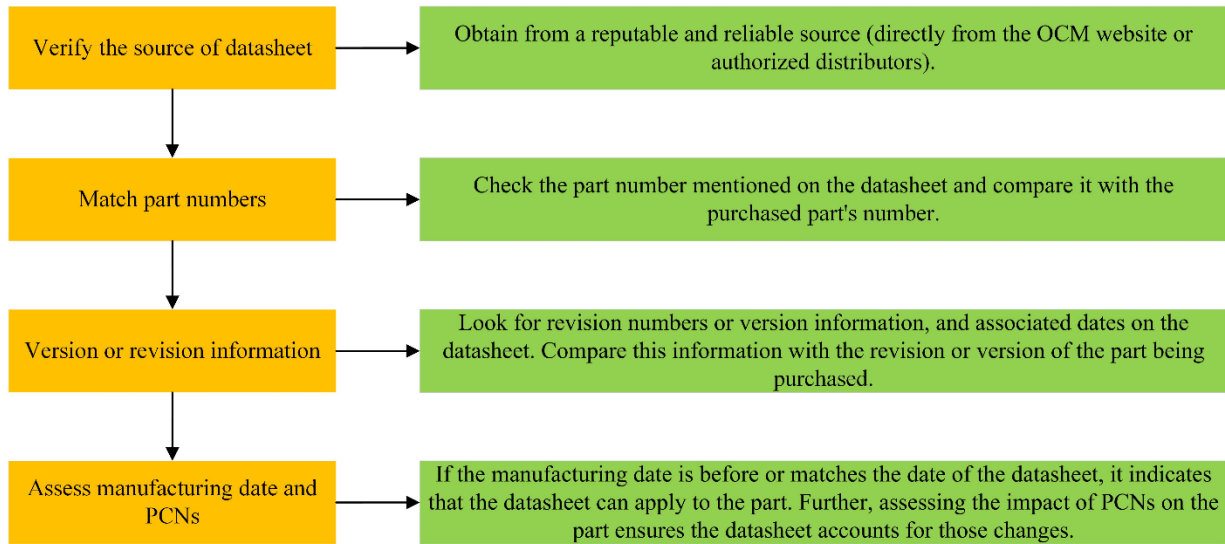 Verify the source of datasheet
Obtain from a reputable and reliable source (directly from the OCM website or
authorized distributors).
Match part numbers
Check the part number mentioned on the datasheet and compare it with the
purchased part's number.
Version or revision information
Look for revision numbers or version information, and associated dates on the
datasheet. Compare this information with the revision or version of the part being
purchased.
Assess manufacturing date and
PCNs
If the manufacturing date is before or matches the date of the datasheet, it indicates
that the datasheet can apply to the part. Further, assessing the impact of PCNs on the
part ensures the datasheet accounts for those changes.